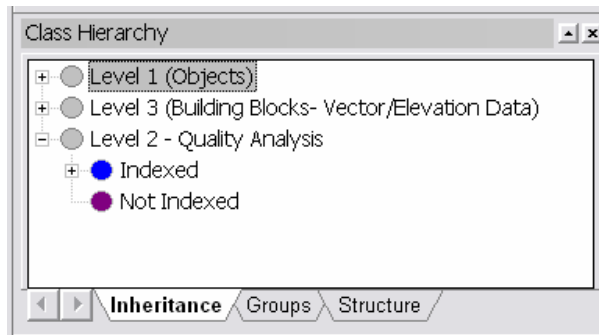 Class Hierarchy
Level 1 (Objects)
Level 3 (Building Blocks- Vector/Elevation Data)
Level 2 - Quality Analysis
Indexed
Not Indexed
Inheritance Groups Structure